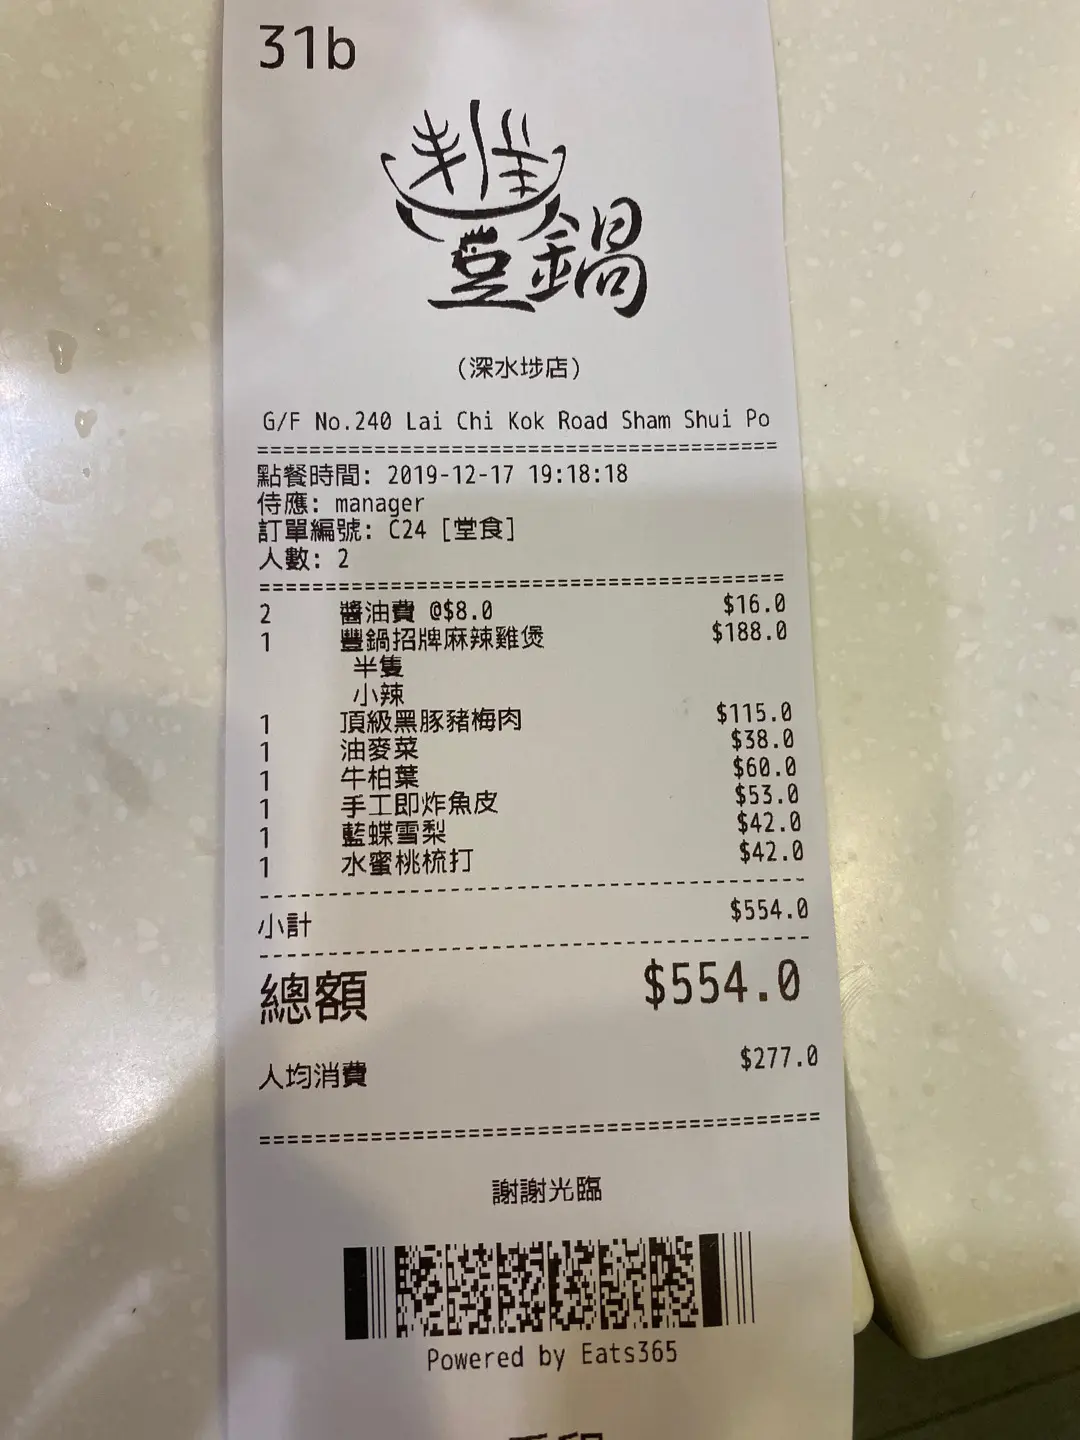 31b
豐鍋
(深水埗店)
G/F No.240 Lai Chi Kok Road Sham Shui Po
點餐時間: 2019-12-17 19:18:18
侍應: manager
訂單編號: C24 [堂食]
人數: 2
2 醬油費 @$8.0 $16.0
1 豐鍋招牌麻辣雞煲 $188.0
半隻
小辣
1 頂級黑豚豬梅肉 $115.0
1 油麥菜 $38.0
1 牛柏葉 $60.0
1 手工即炸魚皮 $53.0
1 藍蝶雪梨 $42.0
1 水蜜桃梳打 $42.0
小計 $554.0
總額 $554.0
人均消費 $277.0
謝謝光臨
Powered by Eats365